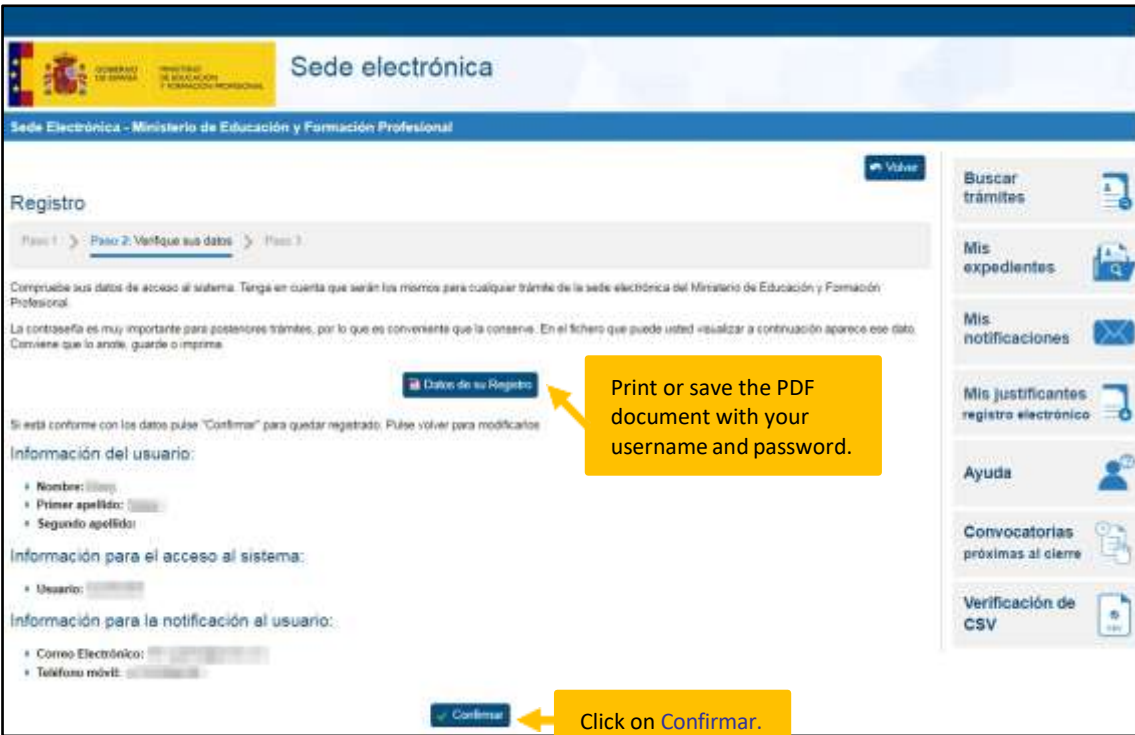 GOBIERNO
DE ESPAÑA
MINISTERIO
DE EDUCACIÓN
Y FORMACIÓN PROFESIONAL
Sede electrónica
Sede Electrónica - Ministerio de Educación y Formación Profesional
Volver
Registro
Paso 1
Paso 2: Verifique sus datos
Paso 3
Compruebe sus datos de acceso al sistema. Tenga en cuenta que serán los mismos para cualquier trámite de la sede electrónica del Ministerio de Educación y Formación
Profesional.
La contraseña es muy importante para posteriores trámites, por lo que es conveniente que la conserve. En el fichero que puede usted visualizar a continuación aparece ese dato.
Conviene que lo anote, guarde o imprima.
Datos de su Registro
Print or save the PDF
document with your
username and password.
Si está conforme con los datos pulse "Confirmar" para quedar registrado. Pulse volver para modificarlos
Información del usuario:
Nombre:
Primer apellido:
Segundo apellido:
Información para el acceso al sistema:
Usuario:
Información para la notificación al usuario:
Correo Electrónico:
Teléfono móvil:
Confirmar
Click on Confirmar.
Buscar
trámites
Mis
expedientes
Mis
notificaciones
Mis justificantes
registro electrónico
Ayuda
Convocatorias
próximas al cierre
Verificación de
CSV